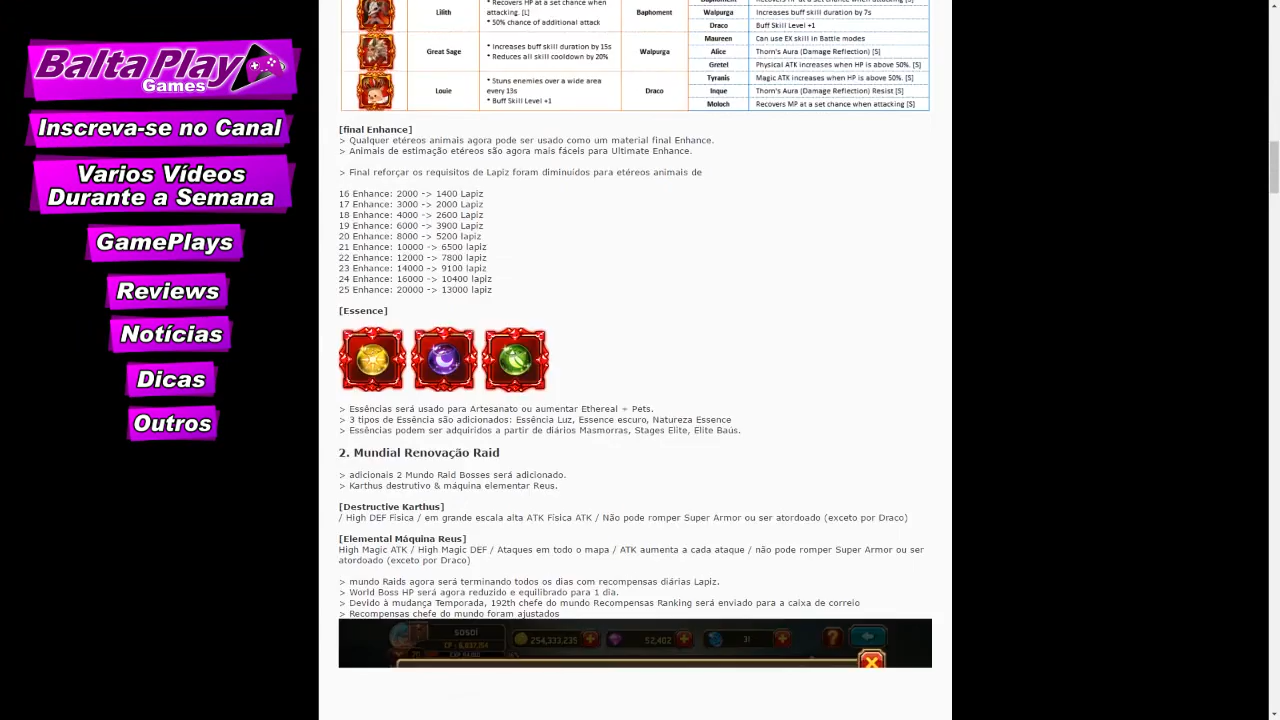 BaltaPlay
Games
Inscreva-se no Canal
Varios Vídeos
Durante a Semana
GamePlays
Reviews
Notícias
Dicas
Outros
Lilith
* Recovers HP at a set chance when
attacking. [L]
* 50% chance of additional attack
Baphoment
Walpurga
Increases buff skill duration by 7s
Draco
Buff Skill Level +1
Great Sage
* Increases buff skill duration by 15s
* Reduces all skill cooldown by 20%
Walpurga
Maureen
Can use EX skill in Battle modes
Alice
Thorn's Aura (Damage Reflection) [S]
Gretel
Physical ATK increases when HP is above 50%. [S]
Louie
* Stuns enemies over a wide area
every 13s
* Buff Skill Level +1
Draco
Tyranis
Magic ATK increases when HP is above 50%. [S]
Inque
Thorn's Aura (Damage Reflection) Resist [S]
Moloch
Recovers MP at a set chance when attacking [S]
[final Enhance]
> Qualquer etéreos animais agora pode ser usado como um material final Enhance.
> Animais de estimação etéreos são agora mais fáceis para Ultimate Enhance.
> Final reforçar os requisitos de Lapiz foram diminuídos para etéreos animais de
16 Enhance: 2000 -> 1400 Lapiz
17 Enhance: 3000 -> 2000 Lapiz
18 Enhance: 4000 -> 2600 Lapiz
19 Enhance: 6000 -> 3900 Lapiz
20 Enhance: 8000 -> 5200 lapiz
21 Enhance: 10000 -> 6500 lapiz
22 Enhance: 12000 -> 7800 lapiz
23 Enhance: 14000 -> 9100 lapiz
24 Enhance: 16000 -> 10400 lapiz
25 Enhance: 20000 -> 13000 lapiz
[Essence]
> Essências será usado para Artesanato ou aumentar Ethereal + Pets.
> 3 tipos de Essência são adicionados: Essência Luz, Essence escuro, Natureza Essence
> Essências podem ser adquiridos a partir de diários Masmorras, Stages Elite, Elite Baús.
2. Mundial Renovação Raid
> adicionais 2 Mundo Raid Bosses será adicionado.
> Karthus destrutivo & máquina elementar Reus.
[Destructive Karthus]
/ High DEF Física / em grande escala alta ATK Física ATK / Não pode romper Super Armor ou ser atordoado (exceto por Draco)
[Elemental Máquina Reus]
High Magic ATK / High Magic DEF / Ataques em todo o mapa / ATK aumenta a cada ataque / não pode romper Super Armor ou ser
atordoado (exceto por Draco)
> mundo Raids agora será terminando todos os dias com recompensas diárias Lapiz.
> World Boss HP será agora reduzido e equilibrado para 1 dia.
> Devido à mudança Temporada, 192th chefe do mundo Recompensas Ranking será enviado para a caixa de correio
> Recompensas chefe do mundo foram ajustados
254,333,235
52,402
31